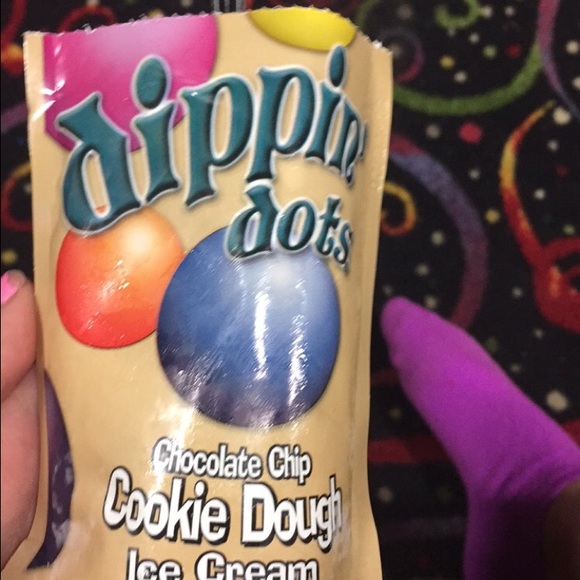 dippin'
dots
Chocolate Chip
Cookie Dough
Ice Cream